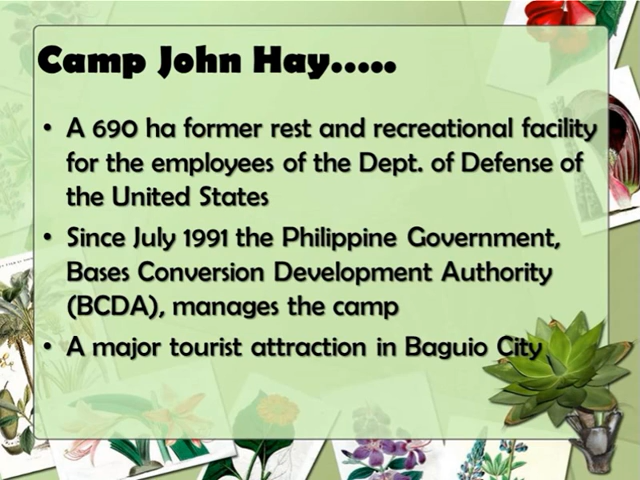 Camp John Hay.....
• A 690 ha former rest and recreational facility
for the employees of the Dept. of Defense of
the United States
• Since July 1991 the Philippine Government,
Bases Conversion Development Authority
(BCDA), manages the camp
• A major tourist attraction in Baguio City